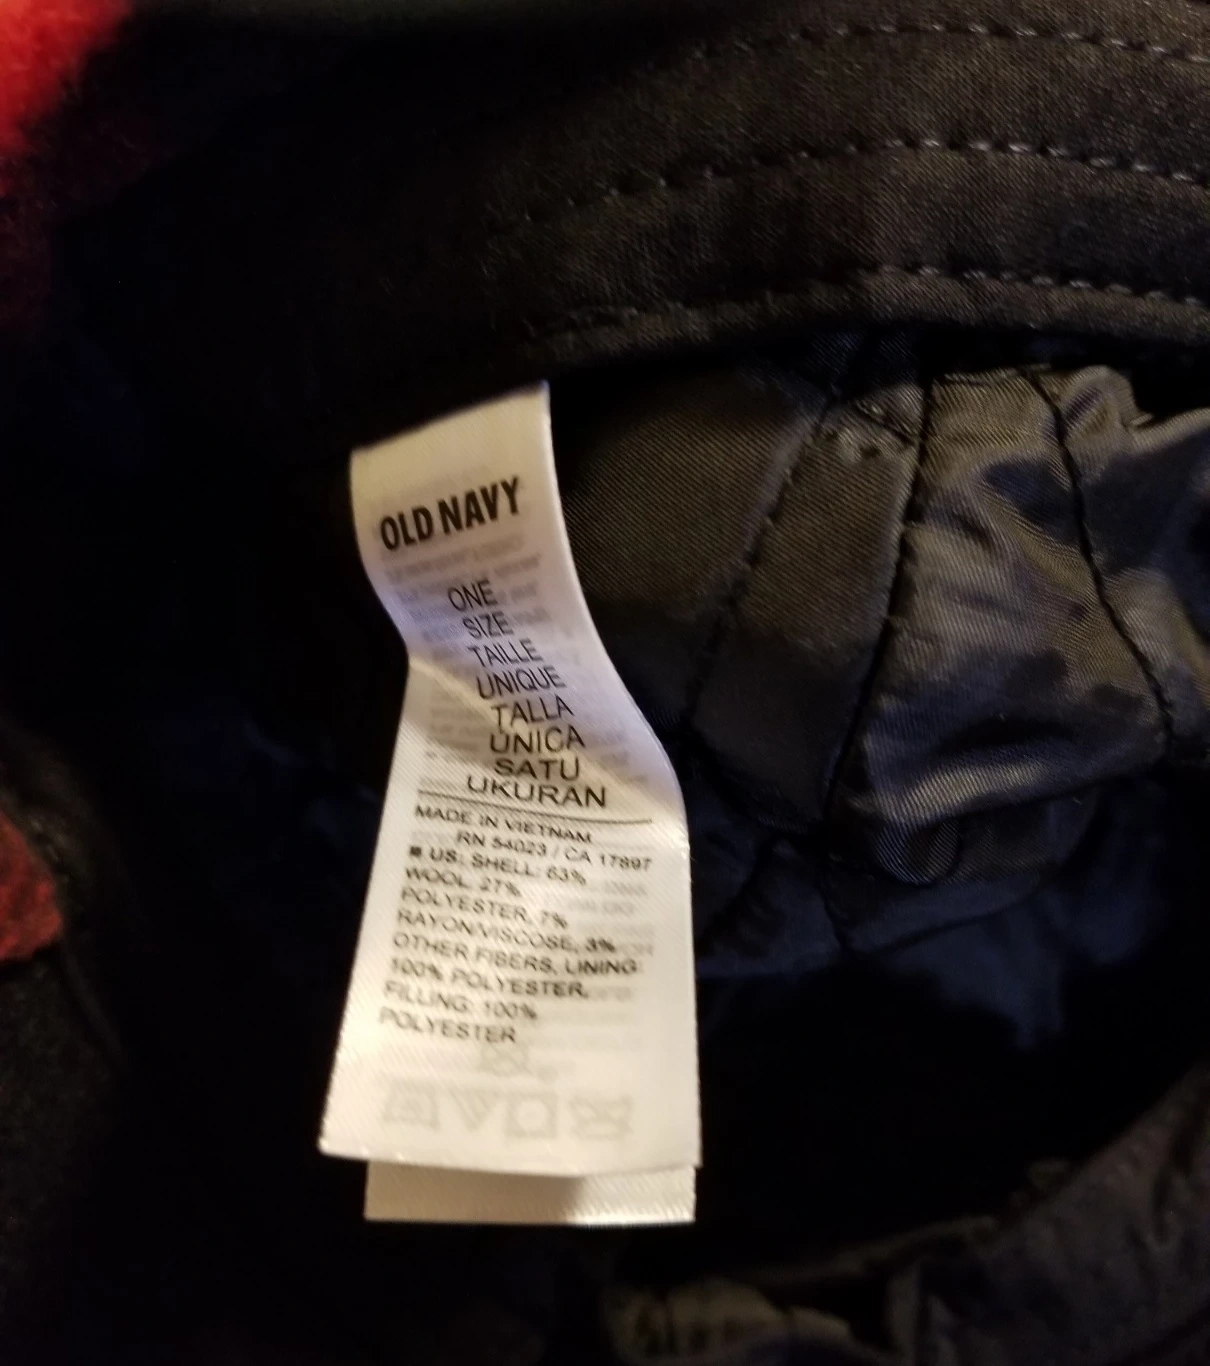 OLD NAVY
ONE
SIZE
TAILLE
UNIQUE
TALLA
ÚNICA
SATU
UKURAN
MADE IN VIETNAM
RN 54023 / CA 17897
■ US: SHELL: 63%
WOOL, 27%
POLYESTER, 7%
RAYON/VISCOSE, 3%
OTHER FIBERS, LINING:
100% POLYESTER,
FILLING: 100%
POLYESTER